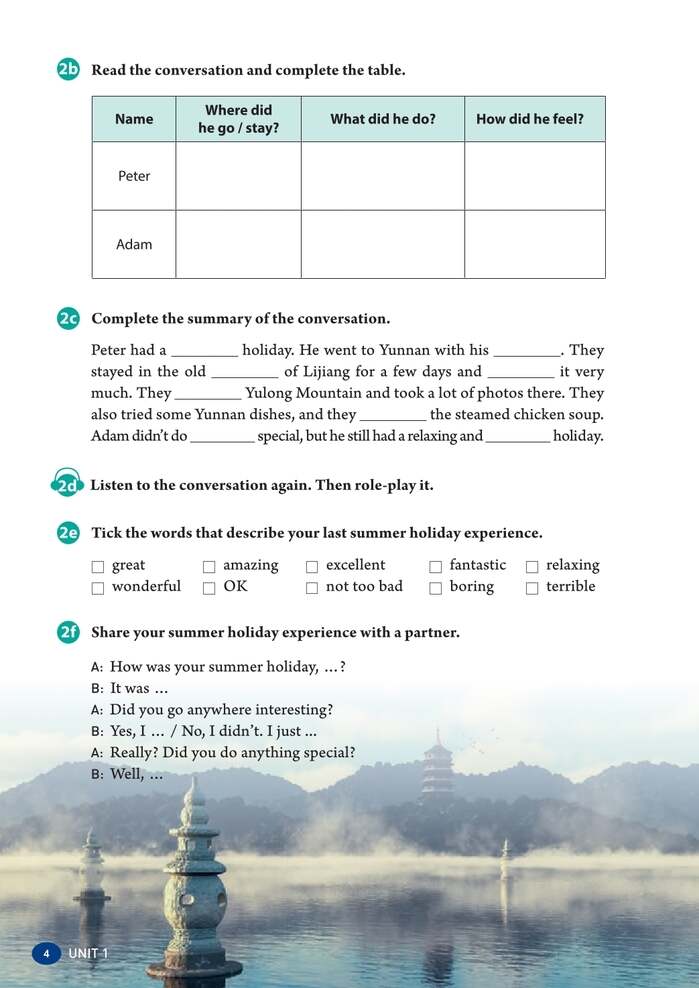 2b Read the conversation and complete the table.
Name Where did he go / stay? What did he do? How did he feel?
Peter
Adam
2c Complete the summary of the conversation.
Peter had a ________ holiday. He went to Yunnan with his ________. They
stayed in the old ________ of Lijiang for a few days and ________ it very
much. They ________ Yulong Mountain and took a lot of photos there. They
also tried some Yunnan dishes, and they ________ the steamed chicken soup.
Adam didn’t do ________ special, but he still had a relaxing and ________ holiday.
2d Listen to the conversation again. Then role-play it.
2e Tick the words that describe your last summer holiday experience.
□ great □ amazing □ excellent □ fantastic □ relaxing
□ wonderful □ OK □ not too bad □ boring □ terrible
2f Share your summer holiday experience with a partner.
A: How was your summer holiday, …?
B: It was …
A: Did you go anywhere interesting?
B: Yes, I … / No, I didn’t. I just ...
A: Really? Did you do anything special?
B: Well, …
4 UNIT 1